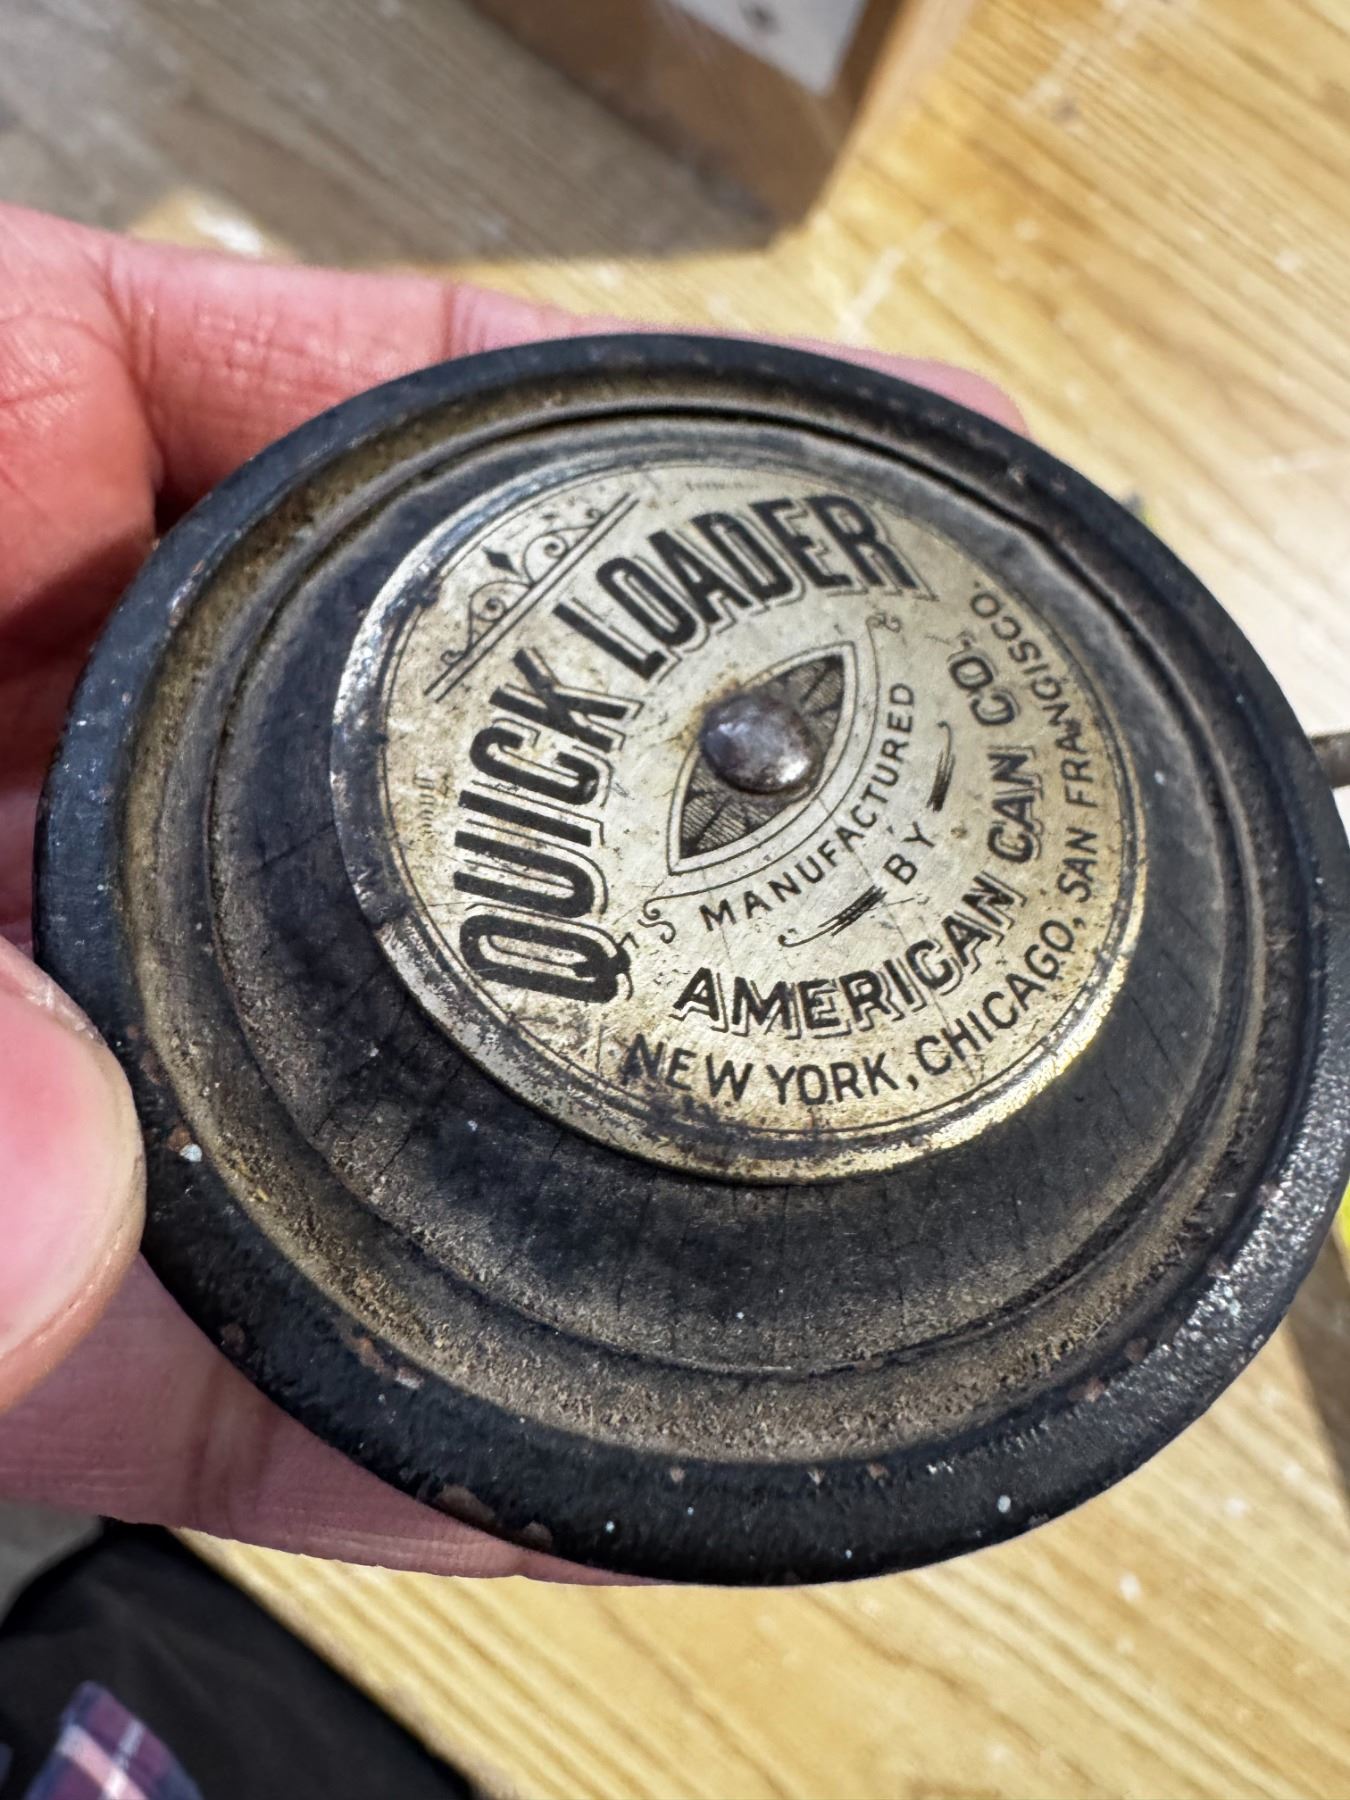 QUICK LOADER
MANUFACTURED
BY
AMERICAN CAN CO.
NEW YORK, CHICAGO, SAN FRANCISCO.